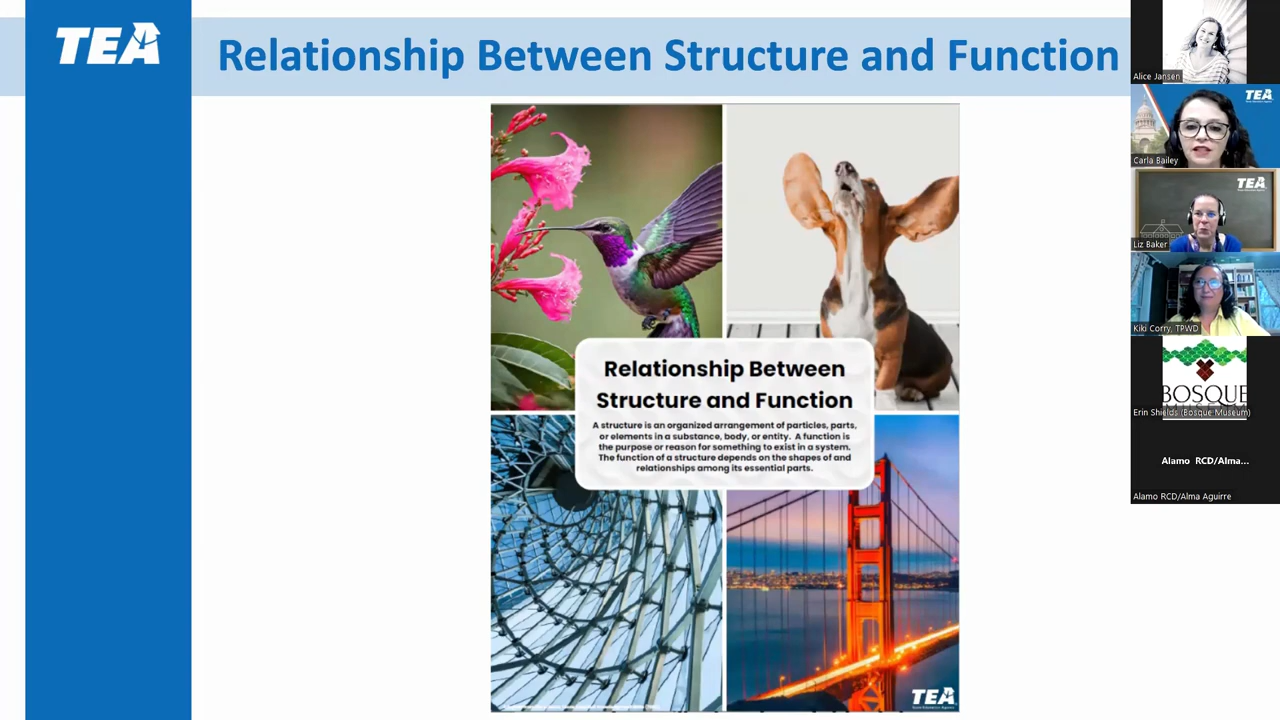 TEA
Relationship Between Structure and Function
Relationship Between
Structure and Function
A structure is an organized arrangement of particles, parts,
or elements in a substance, body, or entity. A function is
the purpose or reason for something to exist in a system.
The function of a structure depends on the shapes of and
relationships among its essential parts.
TEA
Alice Jansen
TEA
Carla Bailey
TEA
Liz Baker
Kiki Corry, TPWD
BOSQUE
Erin Shields (Bosque Museum)
Alamo RCD/Alma...
Alamo RCD/Alma Aguirre